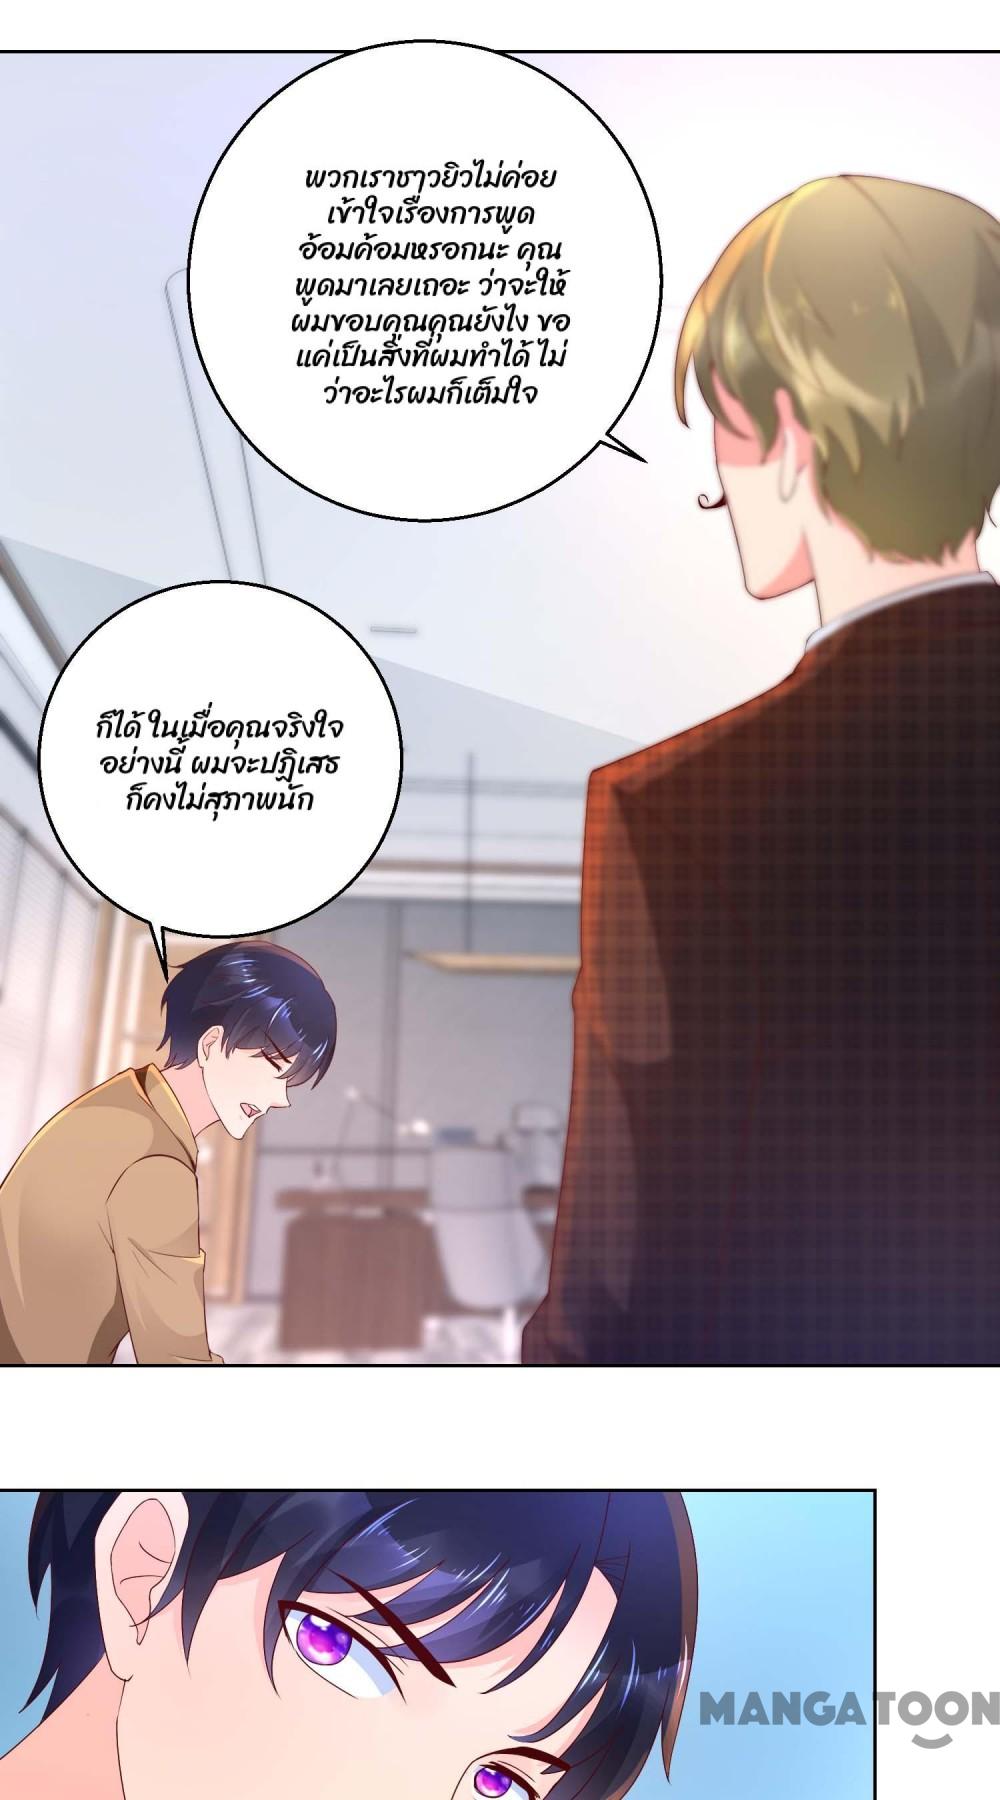 พวกเราชาวยิวไม่ค่อย
เข้าใจเรื่องการพูด
อ้อมค้อมหรอกนะ คุณ
พูดมาเลยเถอะ ว่าจะให้
ผมขอบคุณคุณยังไง ขอ
แค่เป็นสิ่งที่ผมทำได้ ไม่
ว่าอะไรผมก็เต็มใจ
ก็ได้ ในเมื่อคุณจริงใจ
อย่างนี้ ผมจะปฏิเสธ
ก็คงไม่สุภาพนัก
MANGATOON